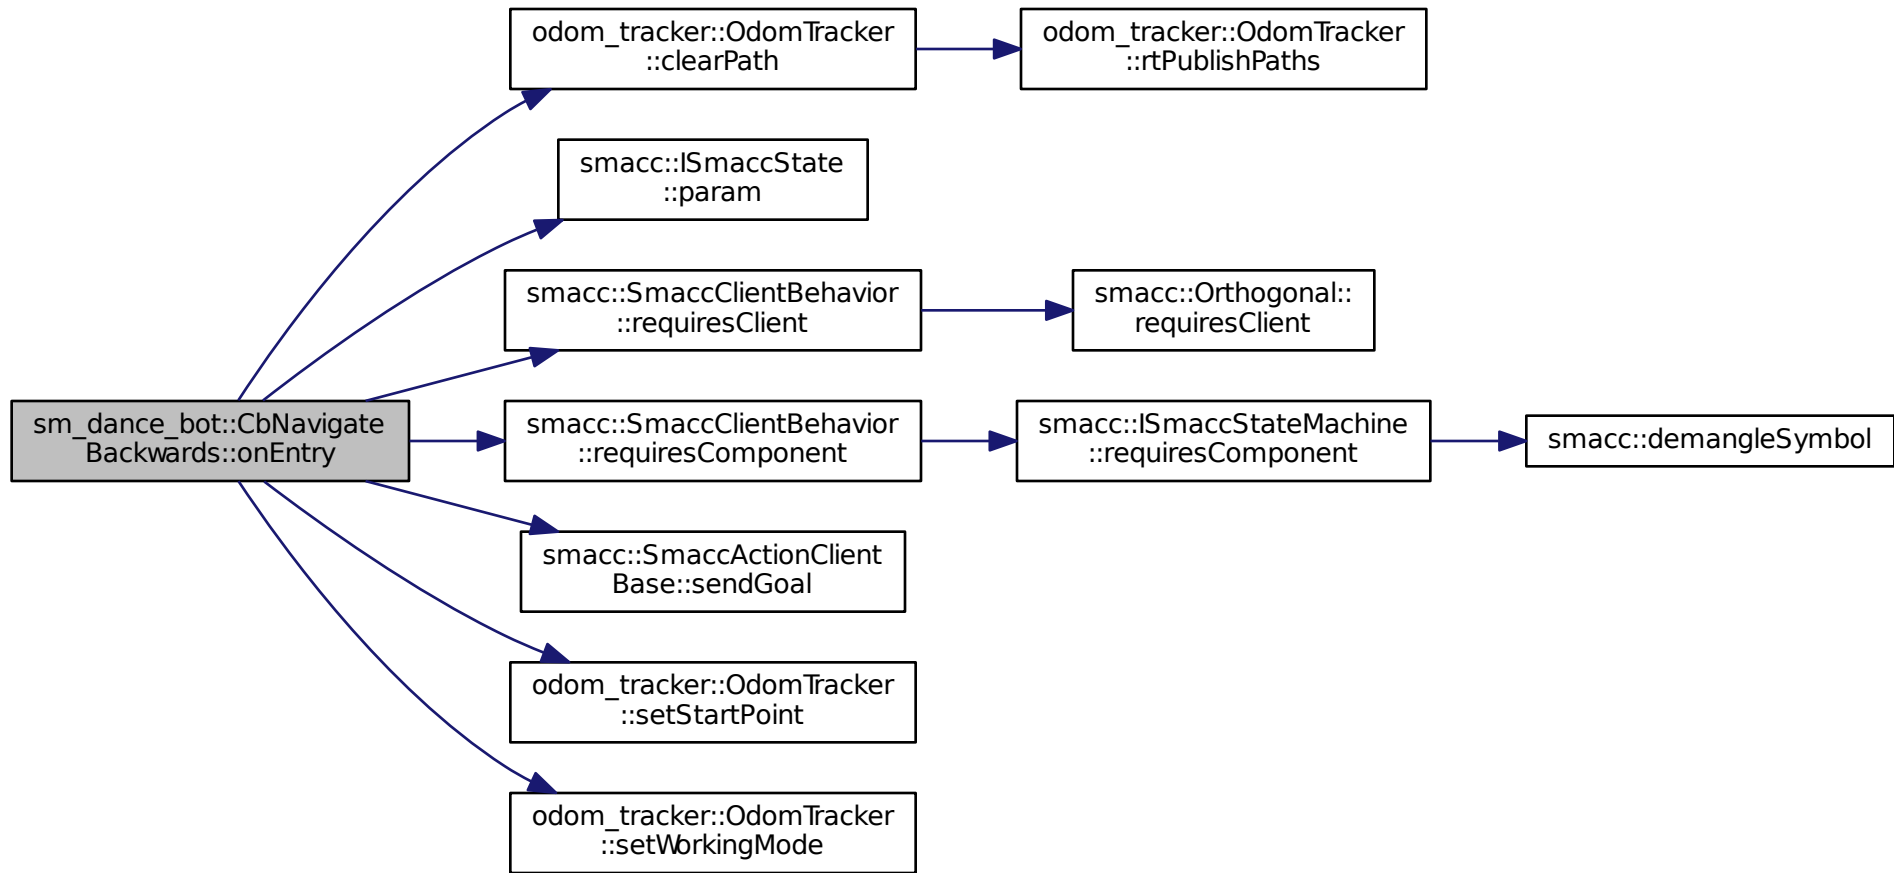 odom_tracker::OdomTracker
::clearPath
odom_tracker::OdomTracker
::rtPublishPaths
smacc::ISmaccState
::param
smacc::SmaccClientBehavior
::requiresClient
smacc::Orthogonal::
requiresClient
sm_dance_bot::CbNavigate
Backwards::onEntry
smacc::SmaccClientBehavior
::requiresComponent
smacc::ISmaccStateMachine
::requiresComponent
smacc::demangleSymbol
smacc::SmaccActionClient
Base::sendGoal
odom_tracker::OdomTracker
::setStartPoint
odom_tracker::OdomTracker
::setWorkingMode